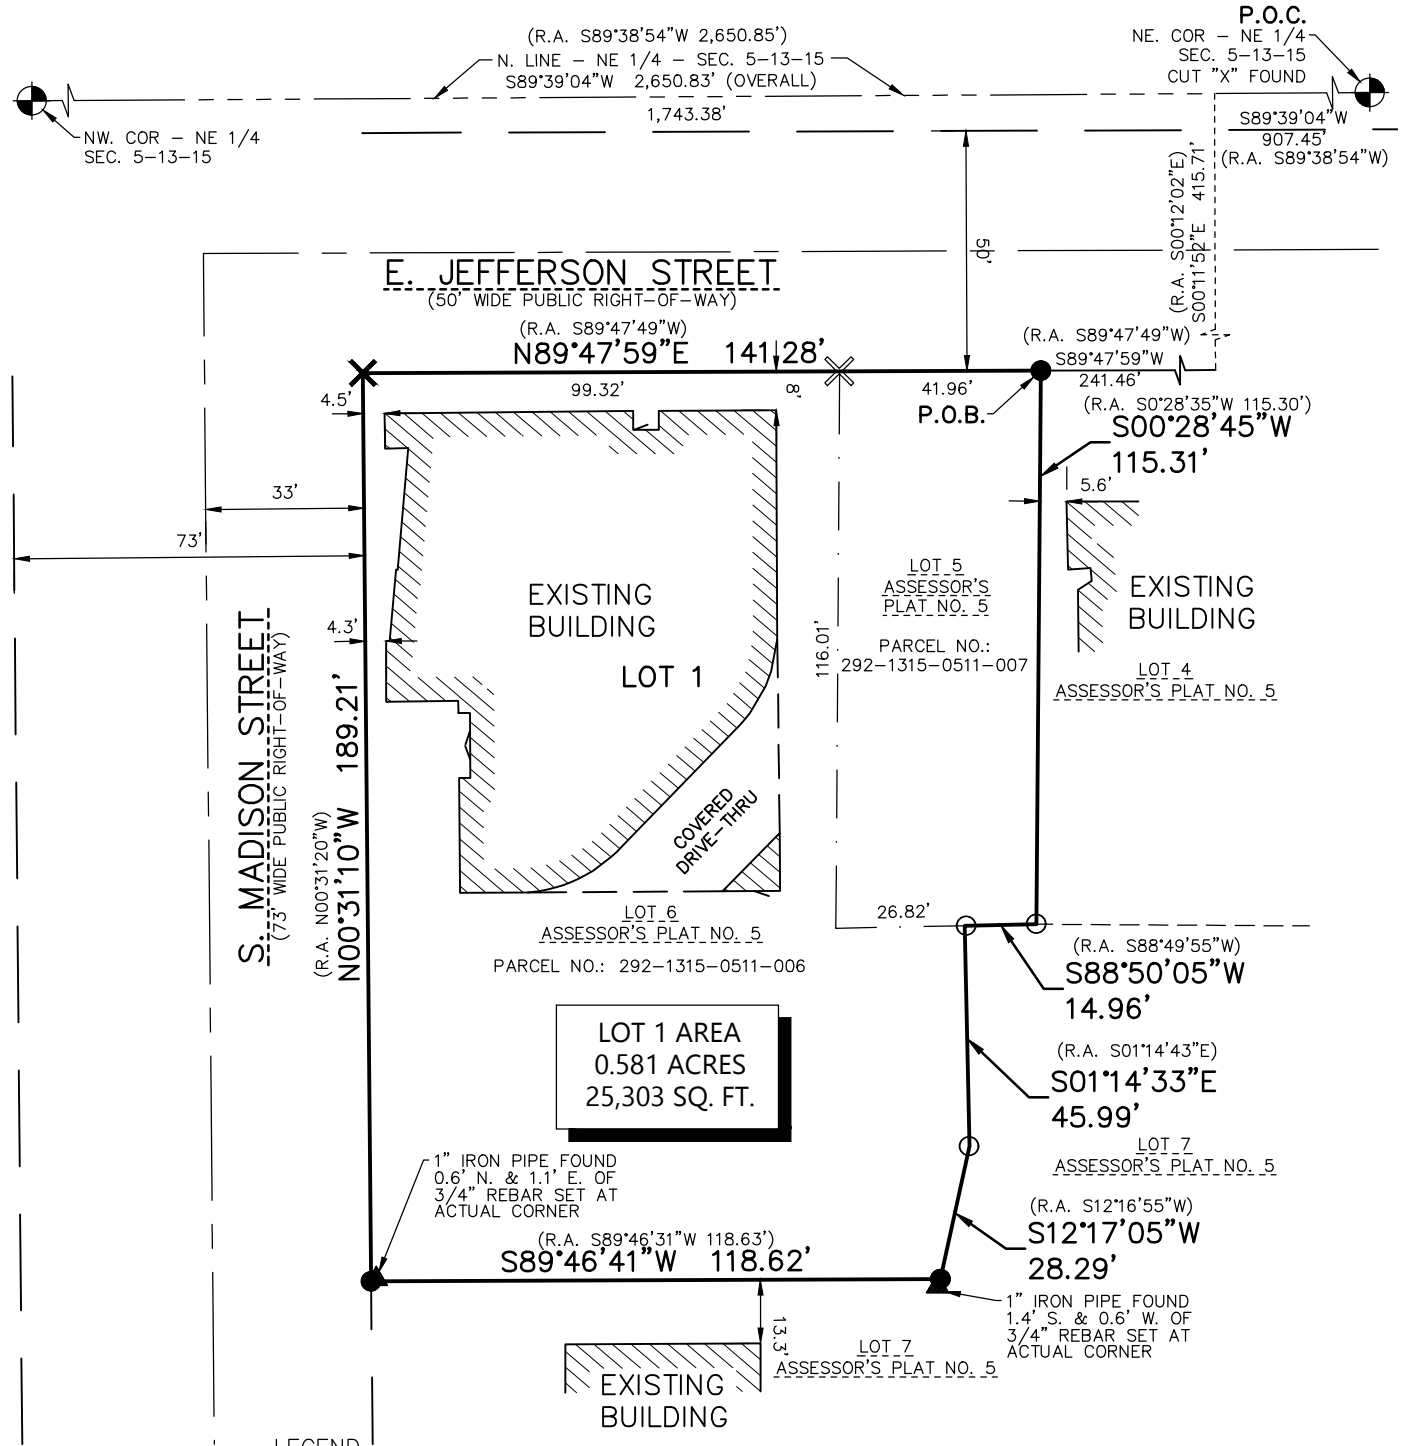 P.O.C.
NE. COR – NE 1/4
SEC. 5–13–15
CUT "X" FOUND
(R.A. S89°38'54"W 2,650.85')
N. LINE – NE 1/4 – SEC. 5–13–15
S89°39'04"W 2,650.83' (OVERALL)
1,743.38'
NW. COR – NE 1/4
SEC. 5–13–15
S89°39'04"W
907.45'
(R.A. S89°38'54"W)
(R.A. S00°12'02"E)
S00°11'52"E 415.71'
50'
E. JEFFERSON STREET
(50' WIDE PUBLIC RIGHT–OF–WAY)
(R.A. S89°47'49"W)
N89°47'59"E 141.28'
99.32'
8'
41.96'
P.O.B.
(R.A. S89°47'49"W)
S89°47'59"W
241.46'
(R.A. S0°28'35"W 115.30')
S00°28'45"W
115.31'
4.5'
5.6'
33'
73'
4.3'
EXISTING
BUILDING
LOT 1
116.01'
LOT 5
ASSESSOR'S
PLAT NO. 5
PARCEL NO.:
292–1315–0511–007
EXISTING
BUILDING
LOT 4
ASSESSOR'S PLAT NO. 5
S. MADISON STREET
(73' WIDE PUBLIC RIGHT–OF–WAY)
(R.A. N00°31'20"W)
N00°31'10"W 189.21'
COVERED
DRIVE–THRU
26.82'
LOT 6
ASSESSOR'S PLAT NO. 5
PARCEL NO.: 292–1315–0511–006
(R.A. S88°49'55"W)
S88°50'05"W
14.96'
LOT 1 AREA
0.581 ACRES
25,303 SQ. FT.
(R.A. S01°14'43"E)
S01°14'33"E
45.99'
LOT 7
ASSESSOR'S PLAT NO. 5
1" IRON PIPE FOUND
0.6' N. & 1.1' E. OF
3/4" REBAR SET AT
ACTUAL CORNER
(R.A. S12°16'55"W)
S12°17'05"W
28.29'
(R.A. S89°46'31"W 118.63')
S89°46'41"W 118.62'
1" IRON PIPE FOUND
1.4' S. & 0.6' W. OF
3/4" REBAR SET AT
ACTUAL CORNER
13.3'
LOT 7
ASSESSOR'S PLAT NO. 5
EXISTING
BUILDING
LEGEND